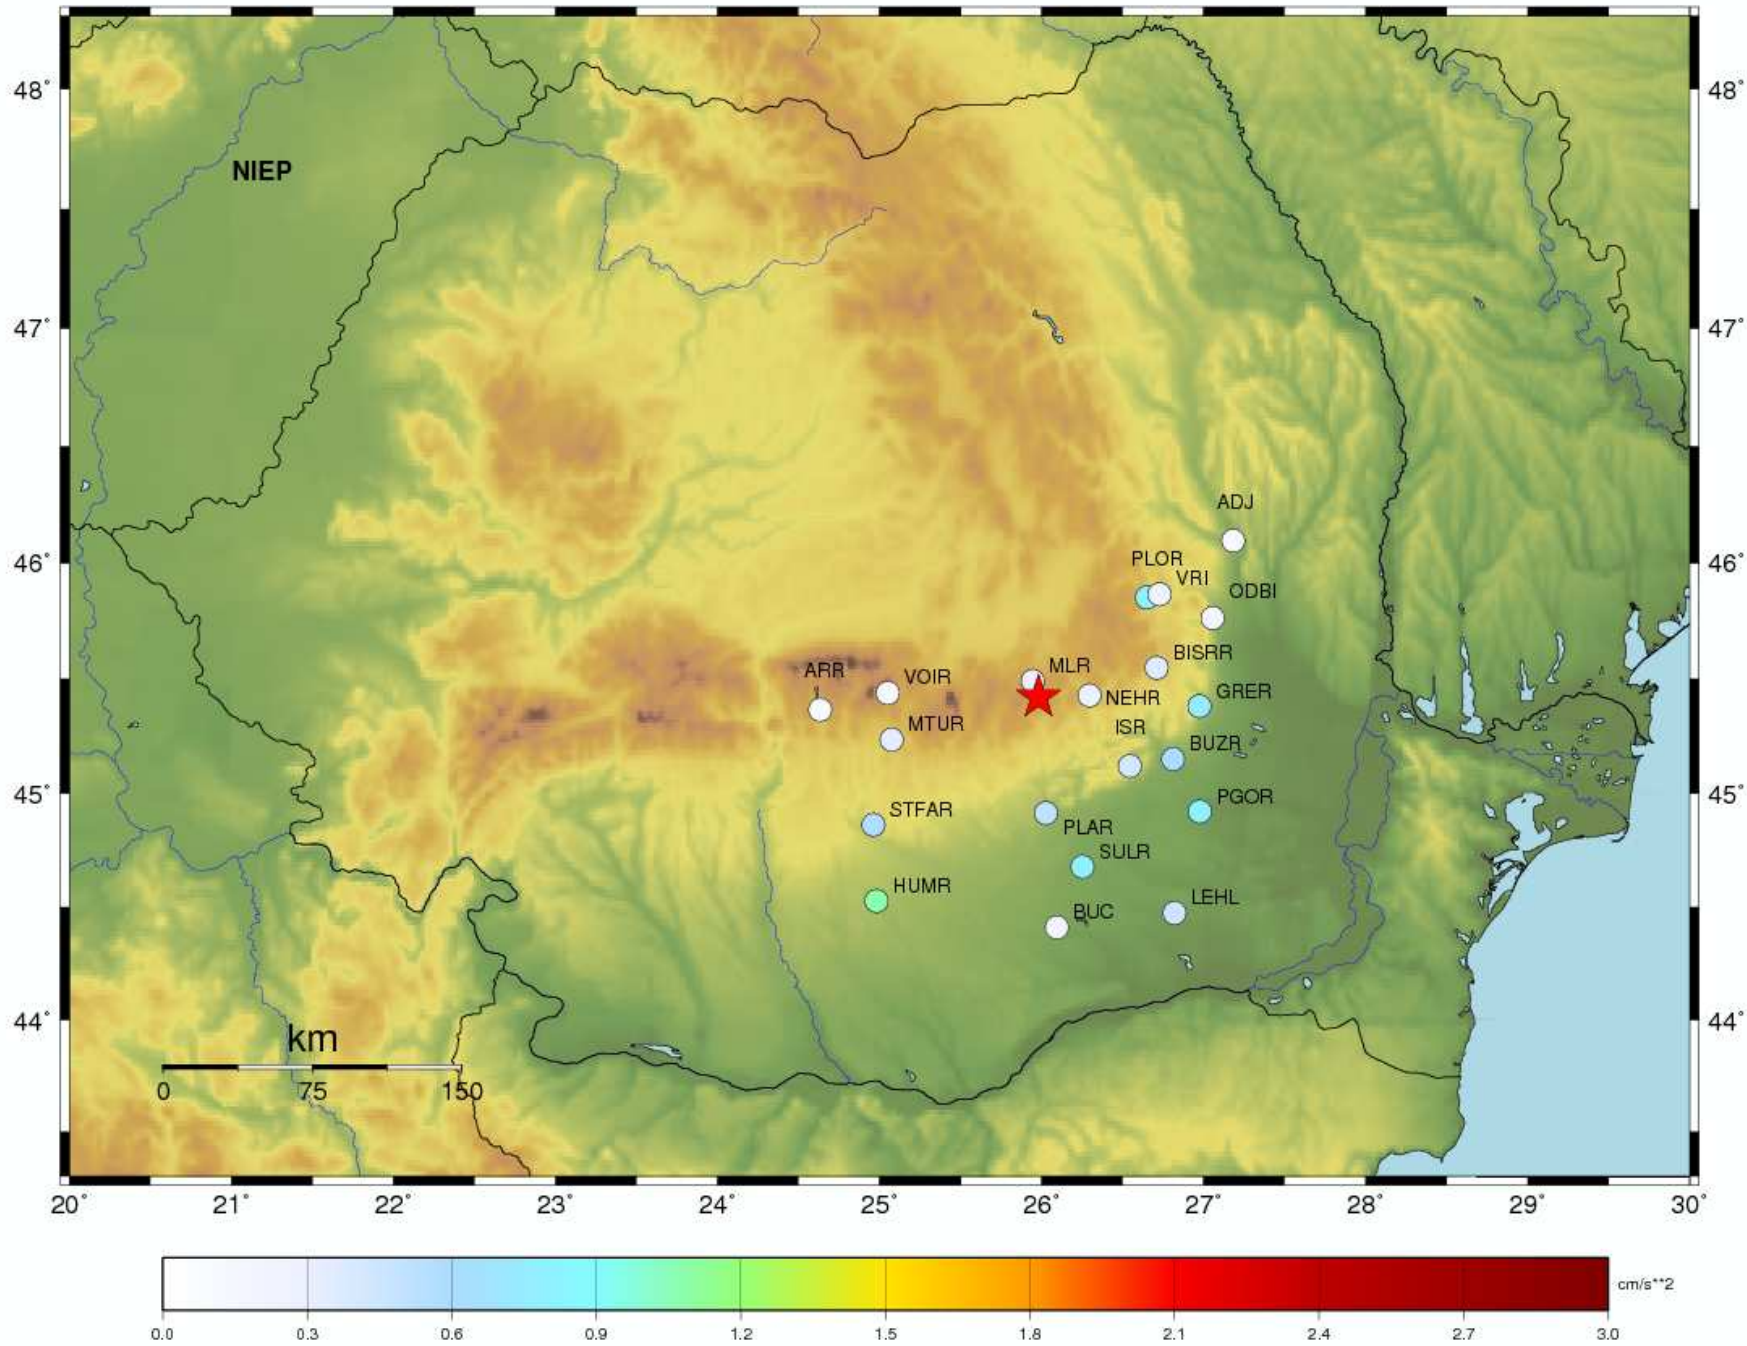 48° 48°
NIEP
47° 47°
ADJ
46° 46°
PLOR
VRI
ODBI
BISRR
MLR
ARR
VOIR
GRER
NEHR
MTUR
ISR
BUZR
45° 45°
PGOR
STFAR
PLAR
SULR
HUMR
LEHL
BUC
44° 44°
km
0 75 150
20° 21° 22° 23° 24° 25° 26° 27° 28° 29° 30°
cm/s**2
0.0 0.3 0.6 0.9 1.2 1.5 1.8 2.1 2.4 2.7 3.0